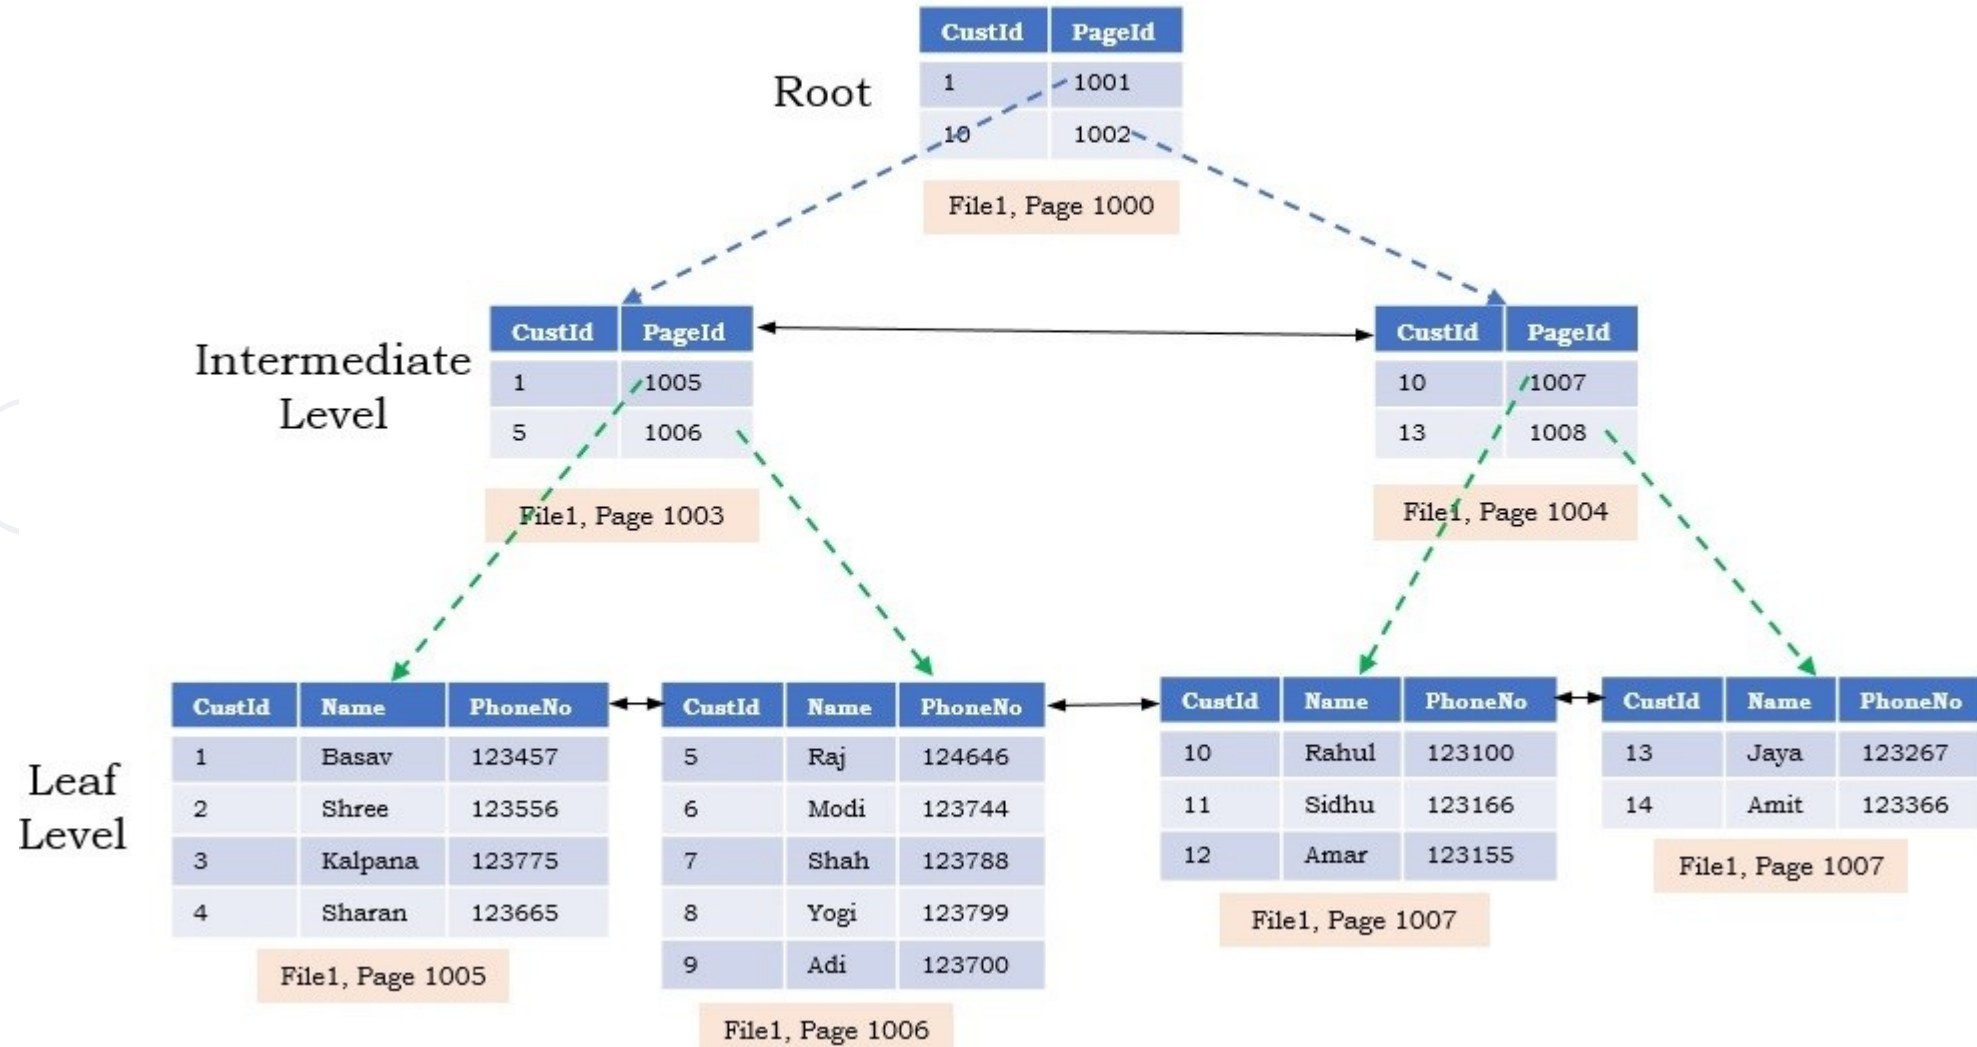 CustId PageId
Root
1 1001
10 1002
File1, Page 1000
Intermediate
Level
CustId PageId
1 1005
5 1006
File1, Page 1003
CustId PageId
10 1007
13 1008
File1, Page 1004
Leaf
Level
CustId Name PhoneNo
1 Basav 123457
2 Shree 123556
3 Kalpana 123775
4 Sharan 123665
File1, Page 1005
CustId Name PhoneNo
5 Raj 124646
6 Modi 123744
7 Shah 123788
8 Yogi 123799
9 Adi 123700
File1, Page 1006
CustId Name PhoneNo
10 Rahul 123100
11 Sidhu 123166
12 Amar 123155
File1, Page 1007
CustId Name PhoneNo
13 Jaya 123267
14 Amit 123366
File1, Page 1007